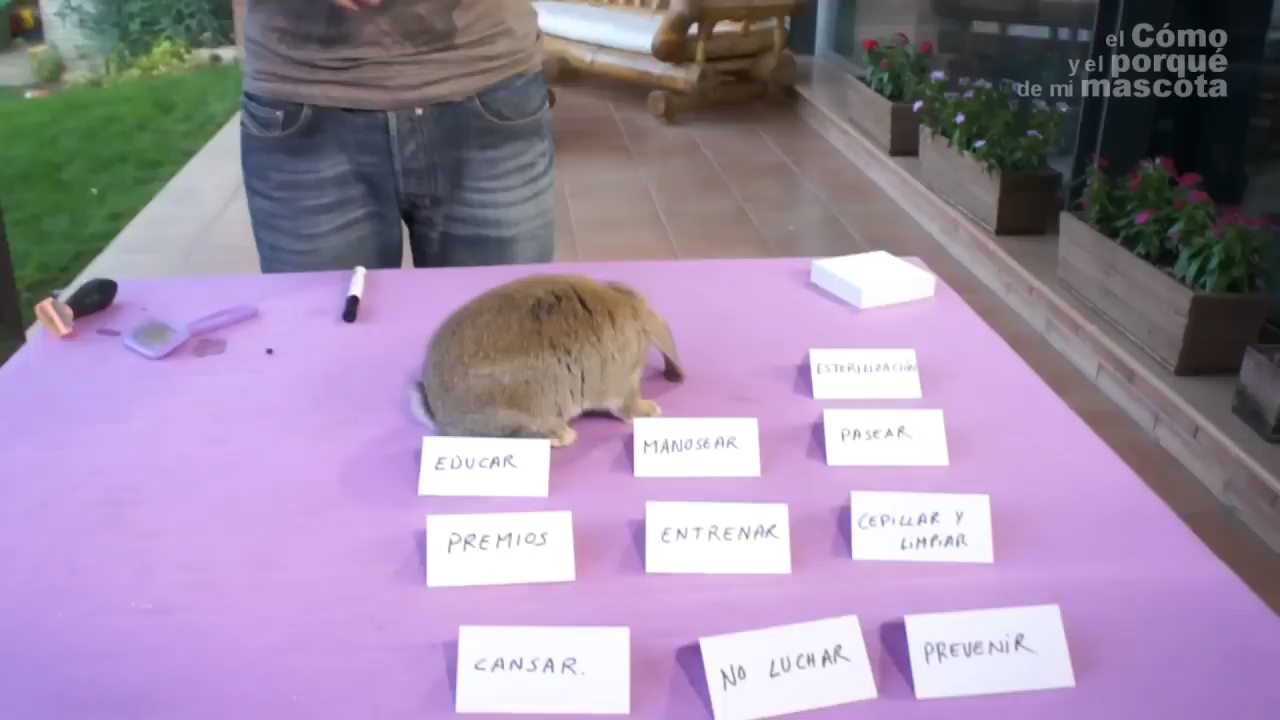 el Cómo
y el porqué
de mi mascota
ESTERILIZACIÓN
EDUCAR
MANOSEAR
PASEAR
PREMIOS
ENTRENAR
CEPILLAR Y
LIMPIAR
CANSAR.
NO LUCHAR
PREVENIR